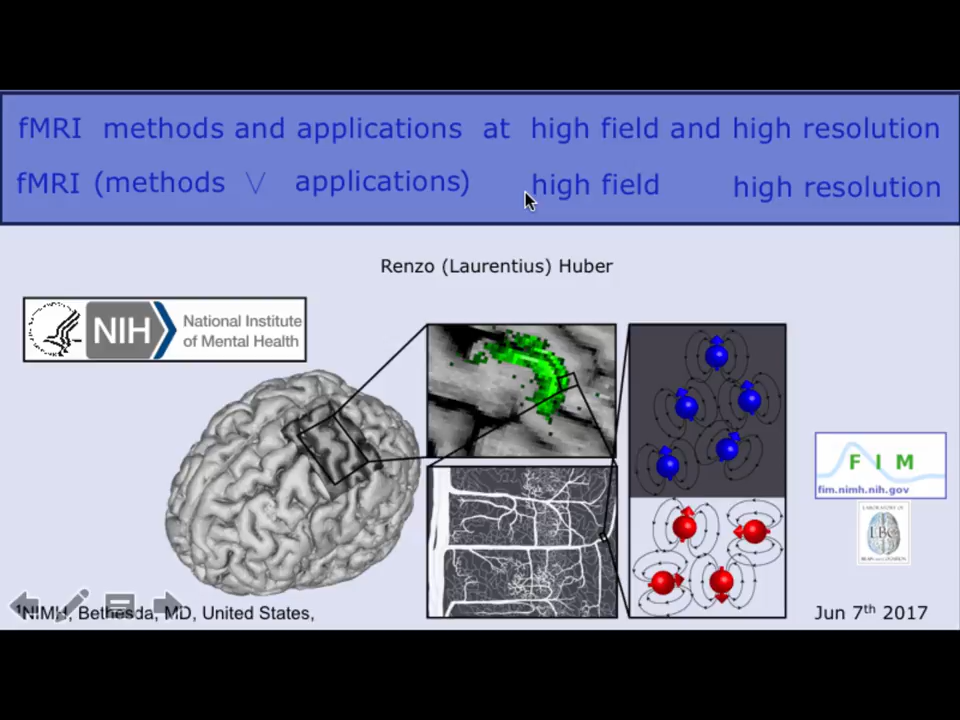 fMRI methods and applications at high field and high resolution
fMRI (methods ∨ applications) high field high resolution
Renzo (Laurentius) Huber
NIH National Institute
of Mental Health
F I M
fim.nimh.nih.gov
LBC
¹NIMH, Bethesda, MD, United States,
Jun 7th 2017